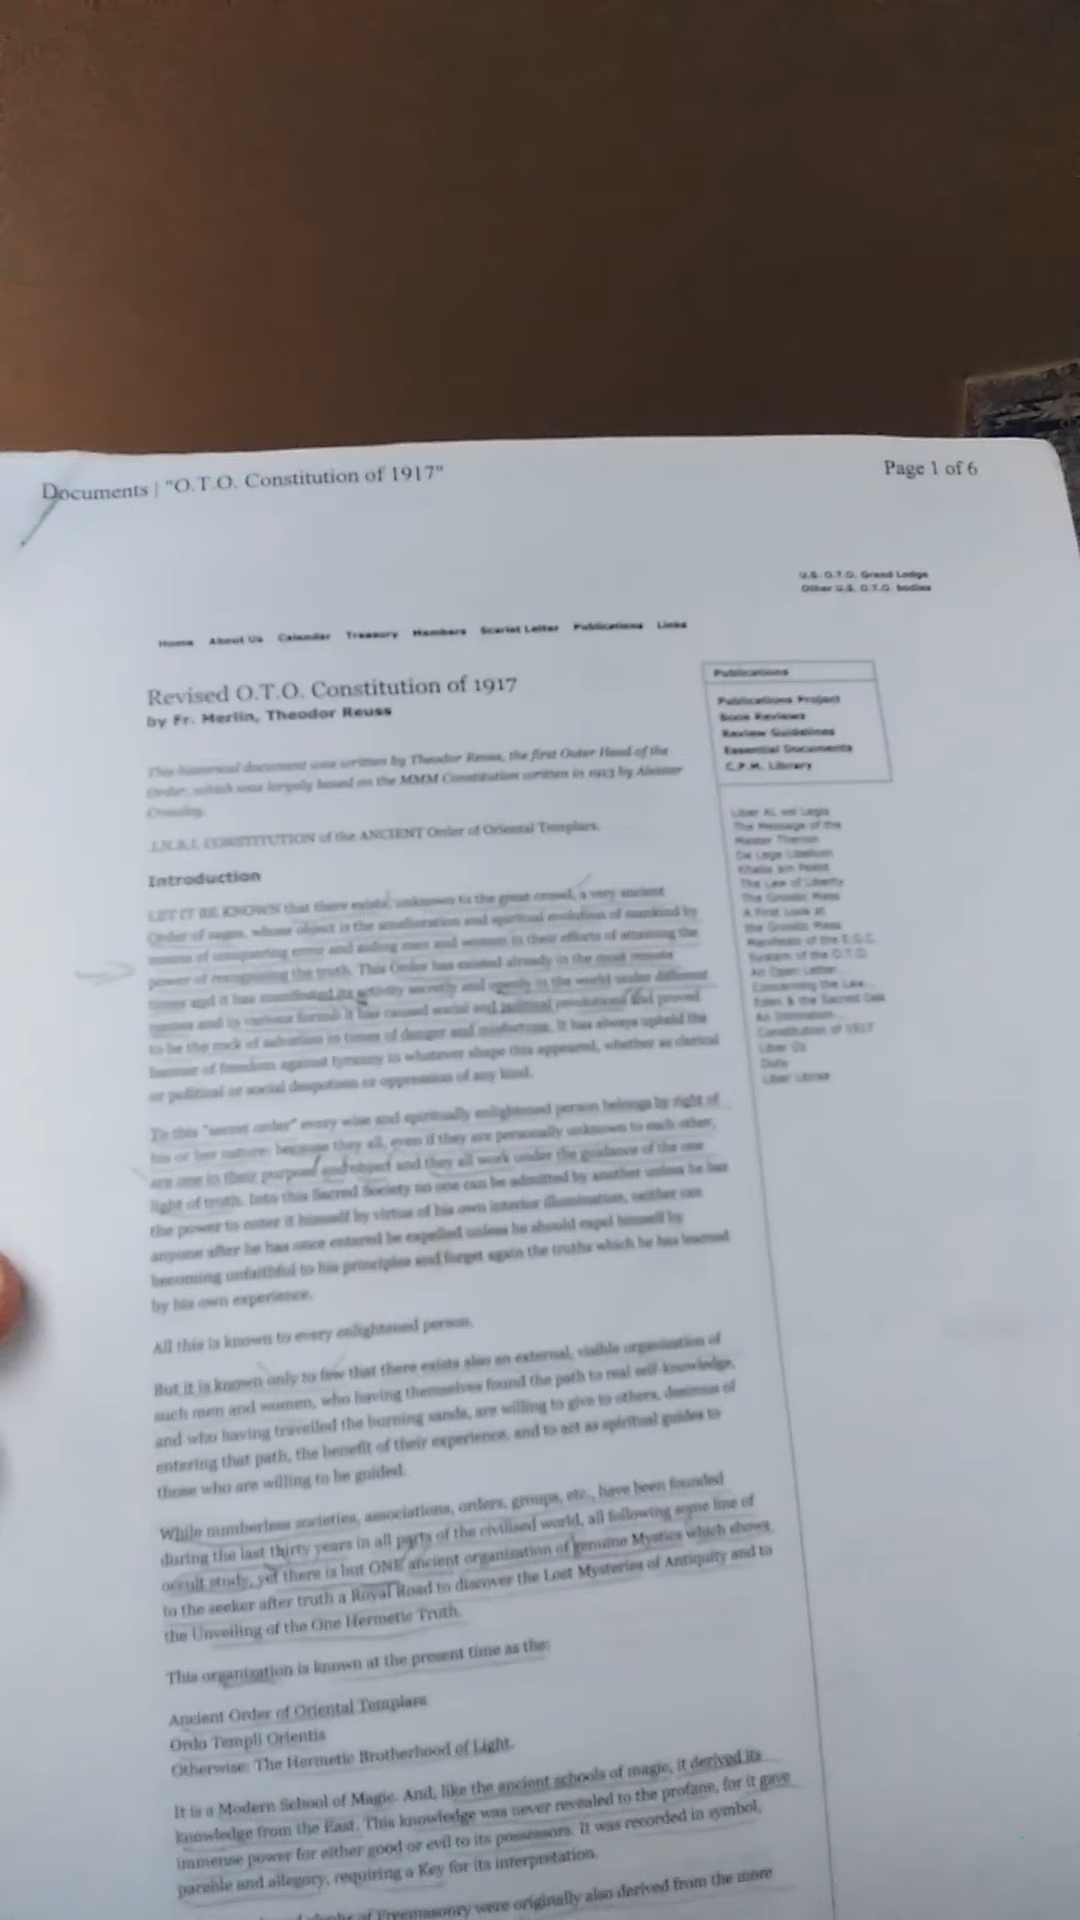 Documents | "O.T.O. Constitution of 1917"
Page 1 of 6
U.S. O.T.O. Grand Lodge
Other U.S. O.T.O. bodies
Home About Us Calendar Treasury Members Scarlet Letter Publications Links
Revised O.T.O. Constitution of 1917
by Fr. Merlin, Theodor Reuss
This historical document was written by Theodor Reuss, the first Outer Head of the
Order, which was largely based on the MMM Constitution written in 1913 by Aleister
Crowley.
I.N.R.I. CONSTITUTION of the ANCIENT Order of Oriental Templars.
Introduction
LET IT BE KNOWN that there exists, unknown to the great crowd, a very ancient
Order of sages, whose object is the amelioration and spiritual evolution of mankind by
means of conquering error and aiding men and women in their efforts of attaining the
power of recognising the truth. This Order has existed already in the most remote
times and it has manifested its activity secretly and openly in the world under different
names and in various forms: it has caused social and political revolutions and proved
to be the rock of salvation in times of danger and misfortune. It has always upheld the
banner of freedom against tyranny in whatever shape this appeared, whether as clerical
or political or social despotism or oppression of any kind.
To this "secret order" every wise and spiritually enlightened person belongs by right of
his or her nature: because they all, even if they are personally unknown to each other,
are one in their purpose and object and they all work under the guidance of the one
light of truth. Into this Sacred Society no one can be admitted by another unless he has
the power to enter it himself by virtue of his own interior illumination, neither can
anyone after he has once entered be expelled unless he should expel himself by
becoming unfaithful to his principles and forget again the truths which he has learned
by his own experience.
All this is known to every enlightened person.
But it is known only to few that there exists also an external, visible organisation of
such men and women, who having themselves found the path to real self-knowledge,
and who having travelled the burning sands, are willing to give to others, desirous of
entering that path, the benefit of their experience, and to act as spiritual guides to
those who are willing to be guided.
While numberless societies, associations, orders, groups, etc., have been founded
during the last thirty years in all parts of the civilised world, all following some line of
occult study, yet there is but ONE ancient organisation of genuine Mystics which shows
to the seeker after truth a Royal Road to discover the Lost Mysteries of Antiquity and to
the Unveiling of the One Hermetic Truth.
This organization is known at the present time as the:
Ancient Order of Oriental Templars
Ordo Templi Orientis
Otherwise: The Hermetic Brotherhood of Light.
It is a Modern School of Magic. And, like the ancient schools of magic, it derived its
knowledge from the East. This knowledge was never revealed to the profane, for it gave
immense power for either good or evil to its possessors. It was recorded in symbol,
parable and allegory, requiring a Key for its interpretation.
of Freemasonry were originally also derived from the more
Publications
Publications Project
Book Reviews
Review Guidelines
Essential Documents
C.P.M. Library
Liber AL vel Legis
The Message of the
Master Therion
De Lege Libellum
Khabs am Pekht
The Law of Liberty
The Gnostic Mass
A First Look at
the Gnostic Mass
Manifesto of the E.G.C.
System of the O.T.O.
An Open Letter
Concerning the Law...
Eden & the Sacred Oak
An Intimation...
Constitution of 1917
Liber Oz
Duty
Liber Librae